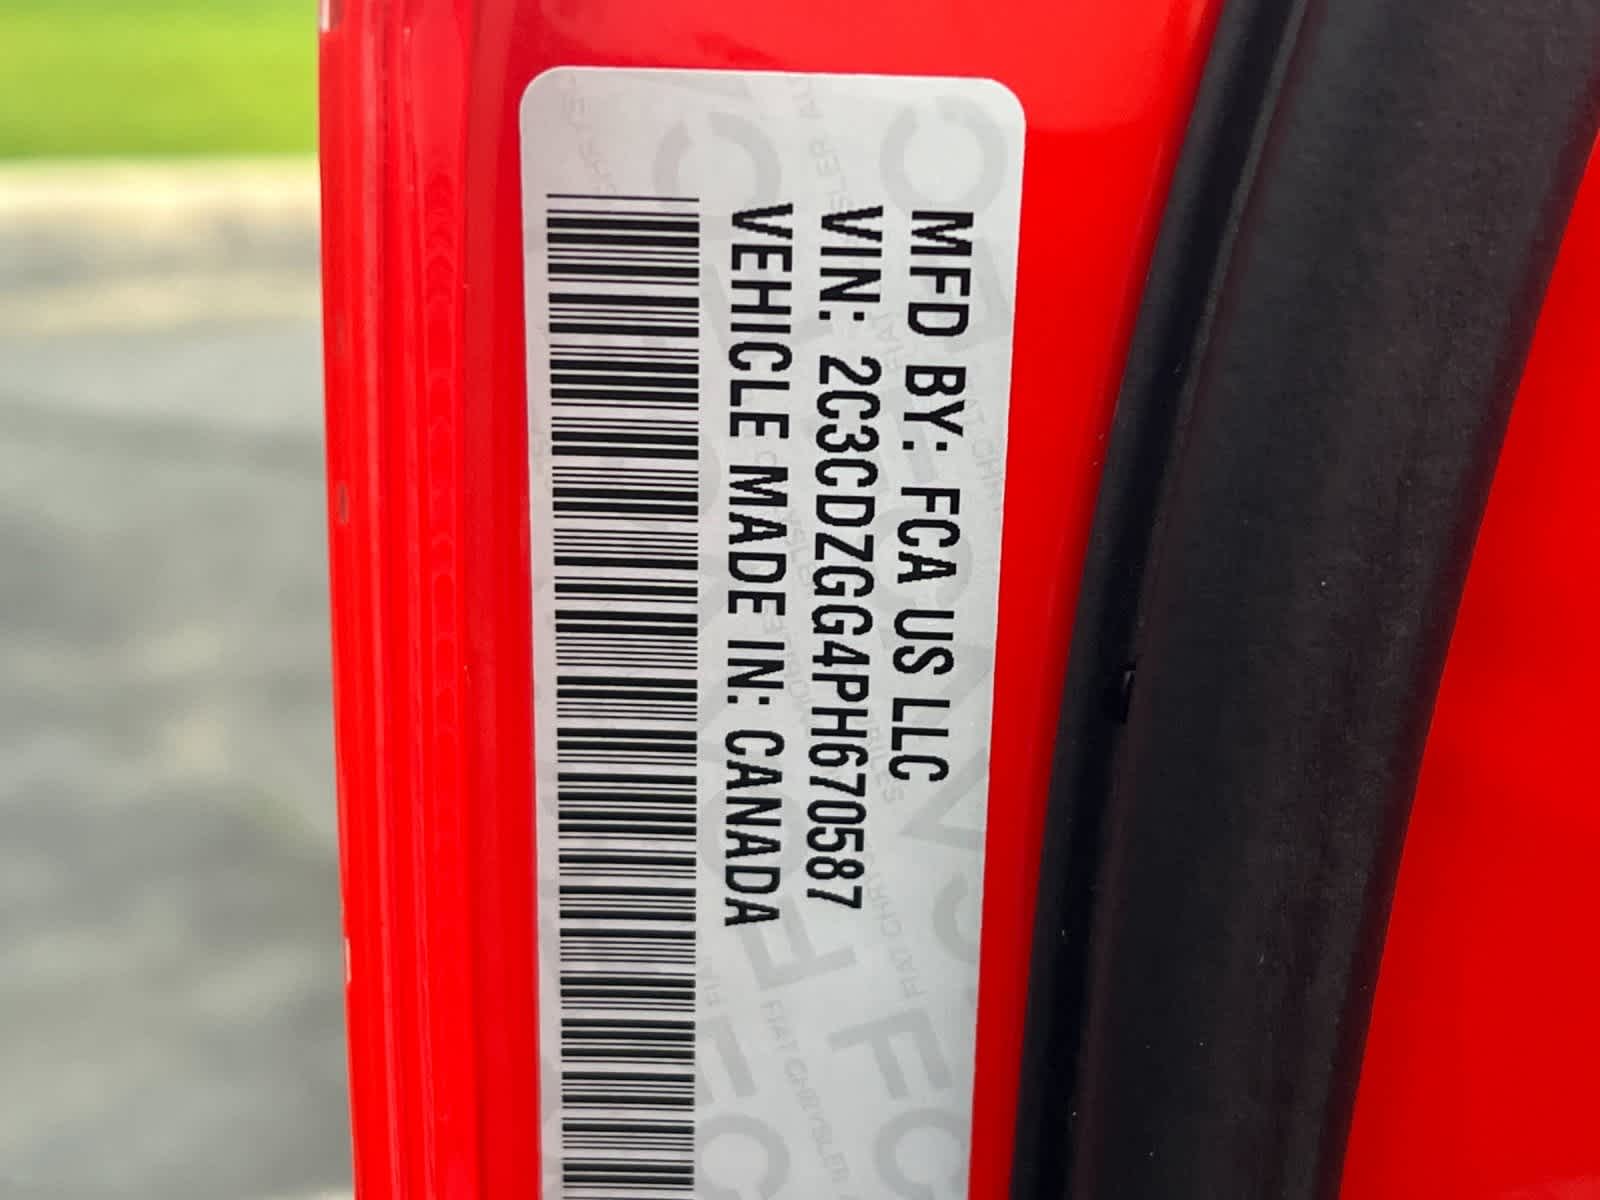 MFD BY: FCA US LLC
VIN: 2C3CDZGG4PH670587
VEHICLE MADE IN: CANADA